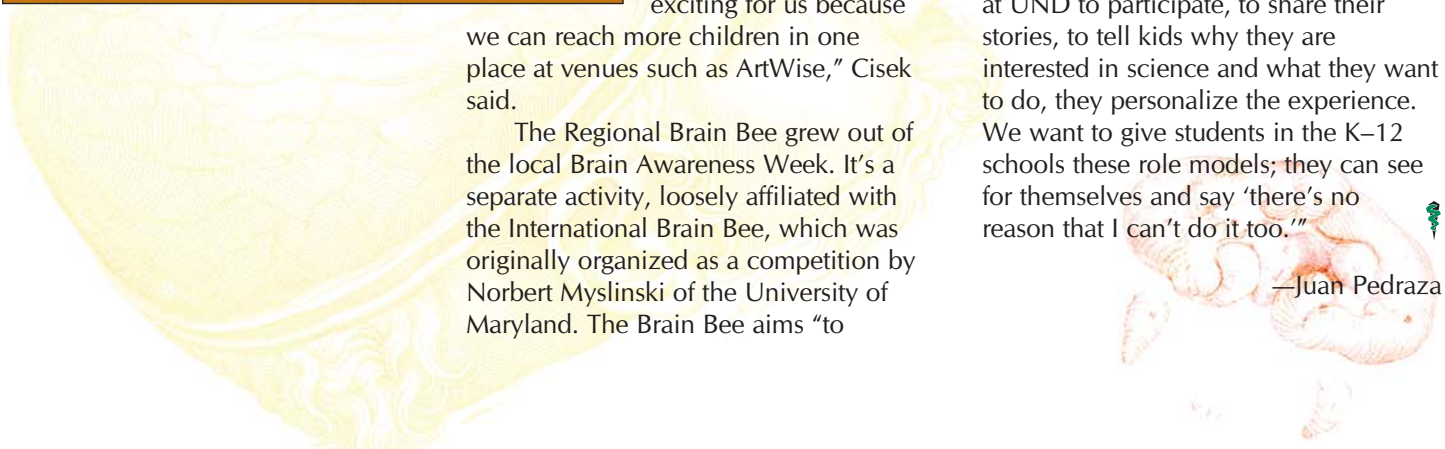 exciting for us because
we can reach more children in one
place at venues such as ArtWise,” Cisek
said.
The Regional Brain Bee grew out of
the local Brain Awareness Week. It’s a
separate activity, loosely affiliated with
the International Brain Bee, which was
originally organized as a competition by
Norbert Myslinski of the University of
Maryland. The Brain Bee aims “to
at UND to participate, to share their
stories, to tell kids why they are
interested in science and what they want
to do, they personalize the experience.
We want to give students in the K–12
schools these role models; they can see
for themselves and say ‘there’s no
reason that I can’t do it too.’”
—Juan Pedraza